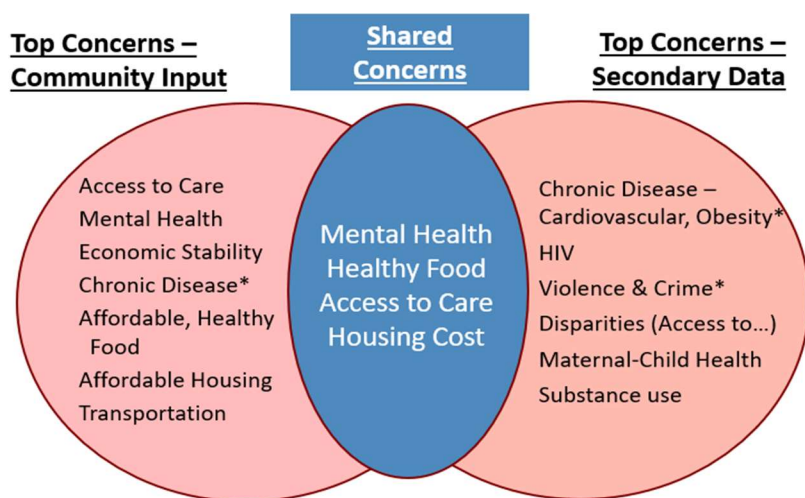 Top Concerns –
Community Input
Shared
Concerns
Top Concerns –
Secondary Data
Access to Care
Mental Health
Economic Stability
Chronic Disease*
Affordable, Healthy
Food
Affordable Housing
Transportation
Mental Health
Healthy Food
Access to Care
Housing Cost
Chronic Disease –
Cardiovascular, Obesity*
HIV
Violence & Crime*
Disparities (Access to...)
Maternal-Child Health
Substance use